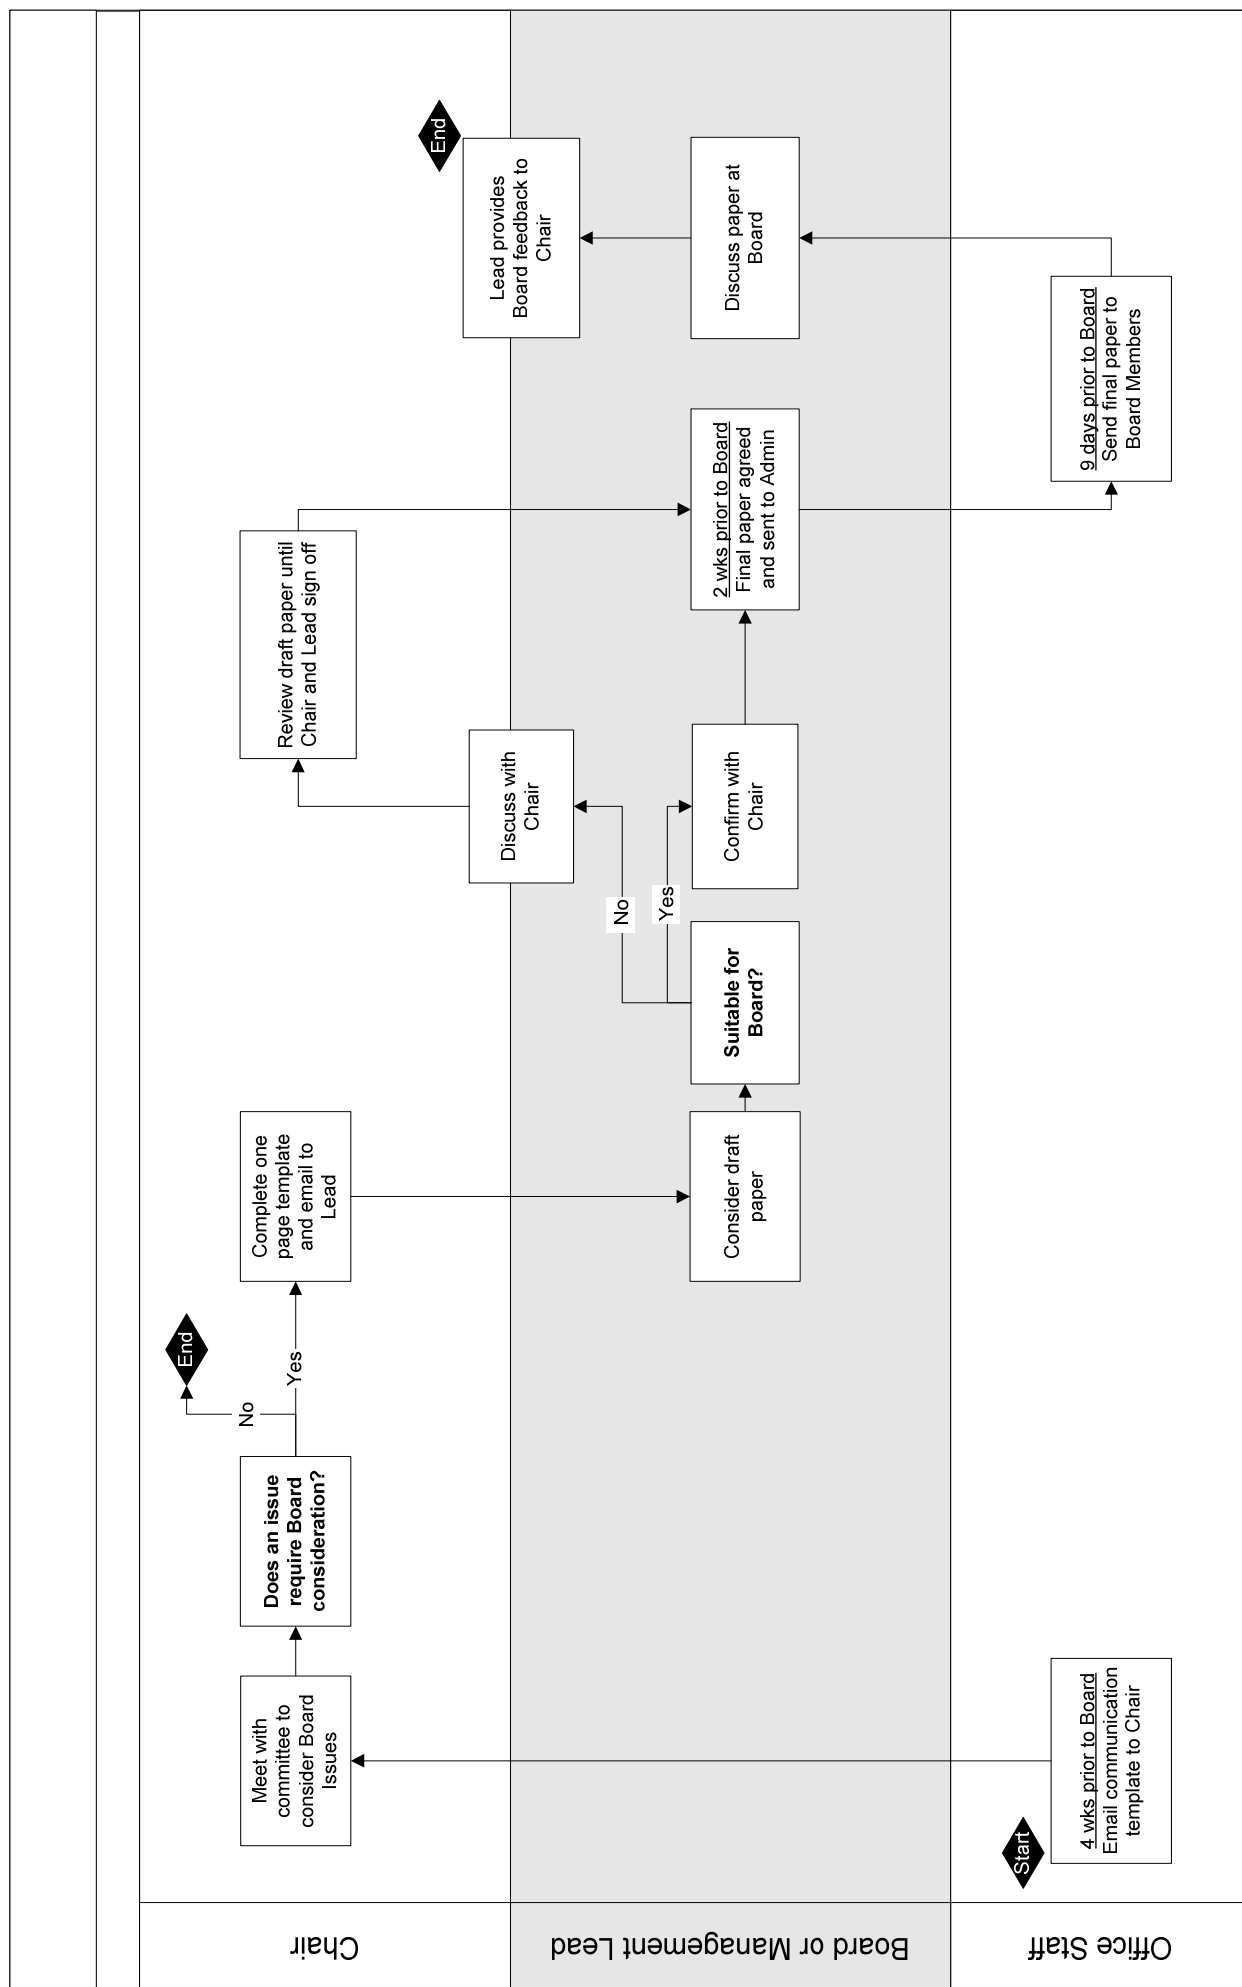 Chair
Board or Management Lead
Office Staff
Start
4 wks prior to Board
Email communication
template to Chair
Meet with
committee to
consider Board
Issues
Does an issue
require Board
consideration?
No
End
Yes
Complete one
page template
and email to
Lead
Consider draft
paper
Suitable for
Board?
No
Yes
Discuss with
Chair
Confirm with
Chair
Review draft paper until
Chair and Lead sign off
2 wks prior to Board
Final paper agreed
and sent to Admin
9 days prior to Board
Send final paper to
Board Members
Discuss paper at
Board
Lead provides
Board feedback to
Chair
End